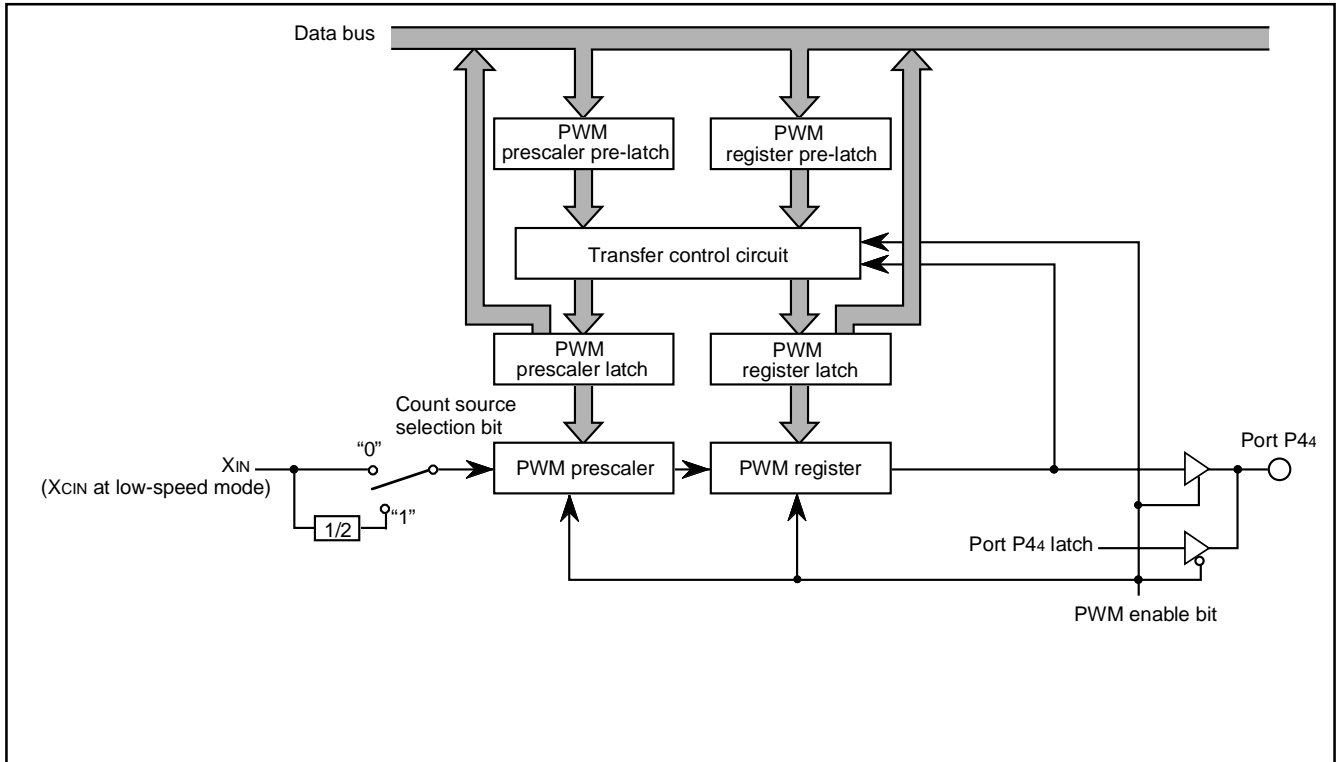 Data bus
PWM
prescaler pre-latch
PWM
register pre-latch
Transfer control circuit
PWM
prescaler latch
PWM
register latch
Count source
selection bit
Port P44
“0”
XIN
(XCIN at low-speed mode)
PWM prescaler
PWM register
“1”
1/2
Port P44 latch
PWM enable bit